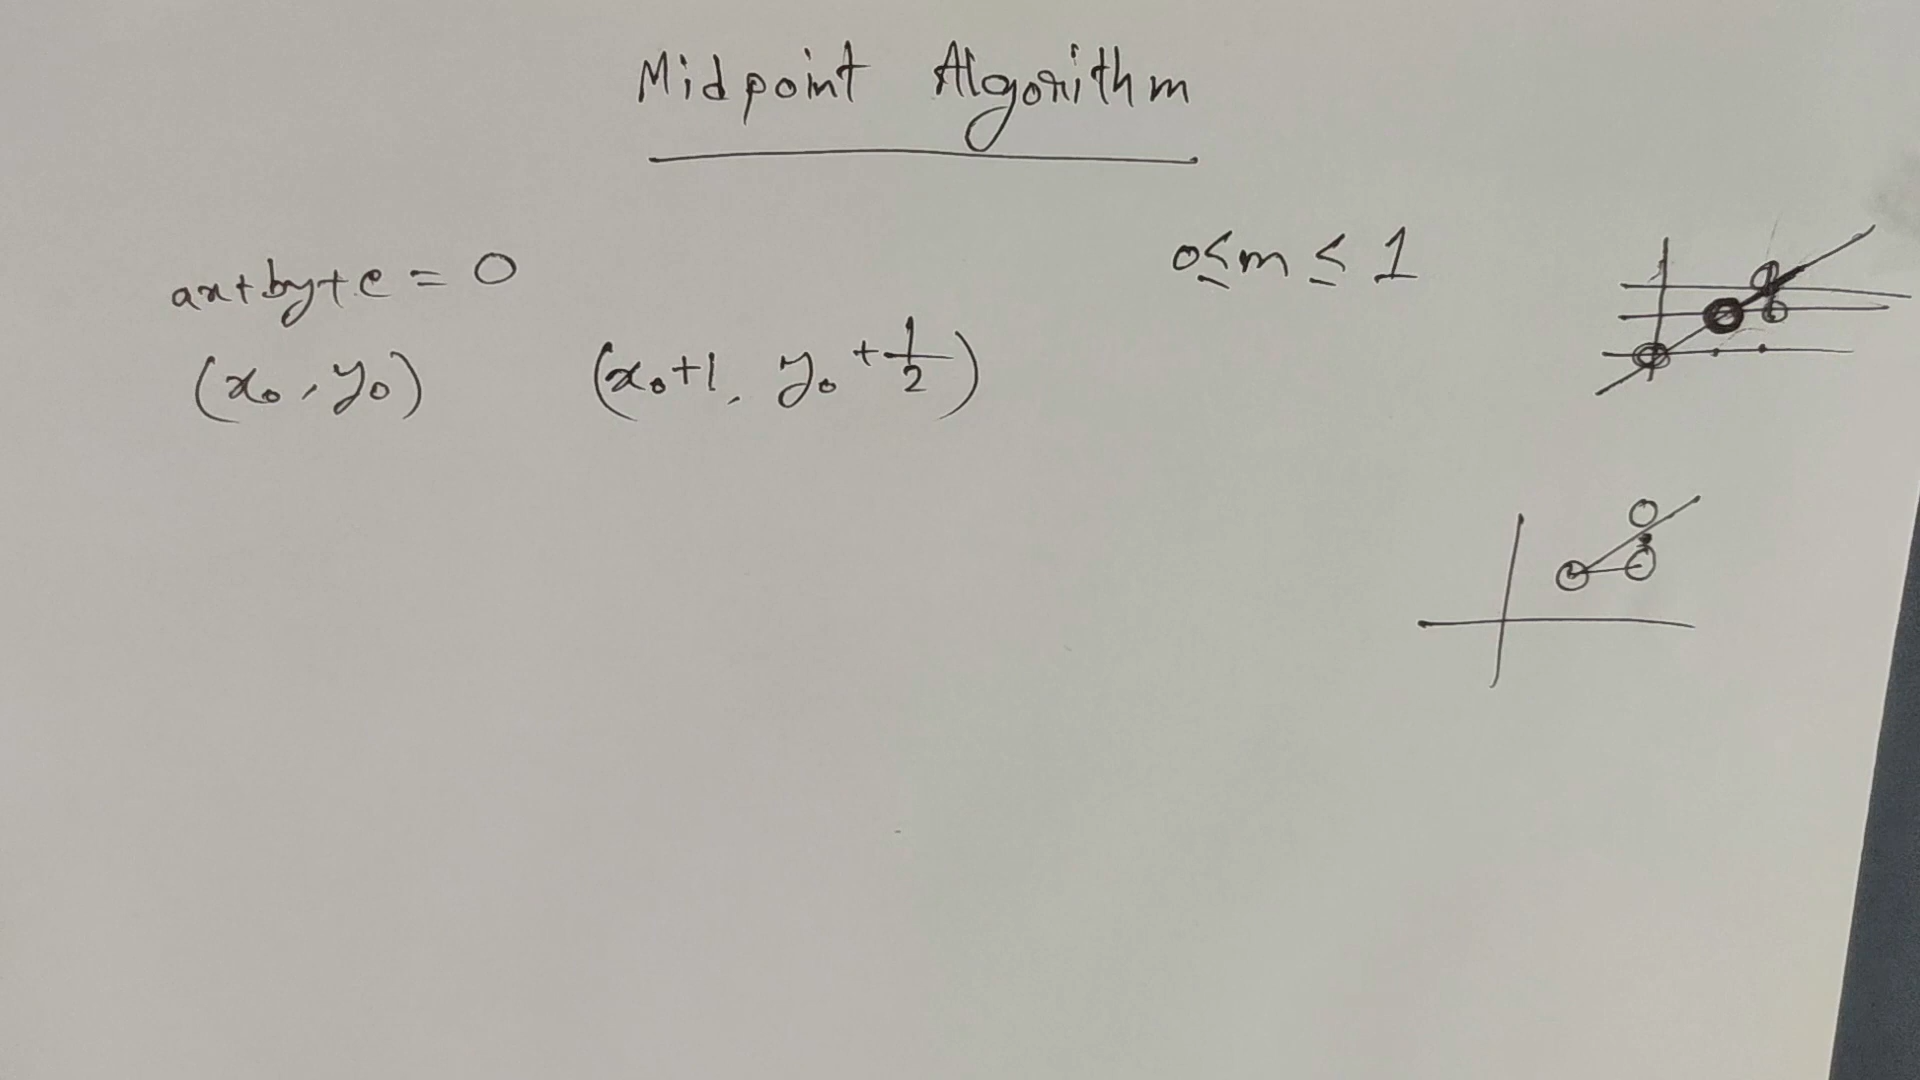 Midpoint Algorithm
ax+by+c = 0
0≤m ≤ 1
(x₀, y₀)
(x₀+1, y₀ + 1/2)